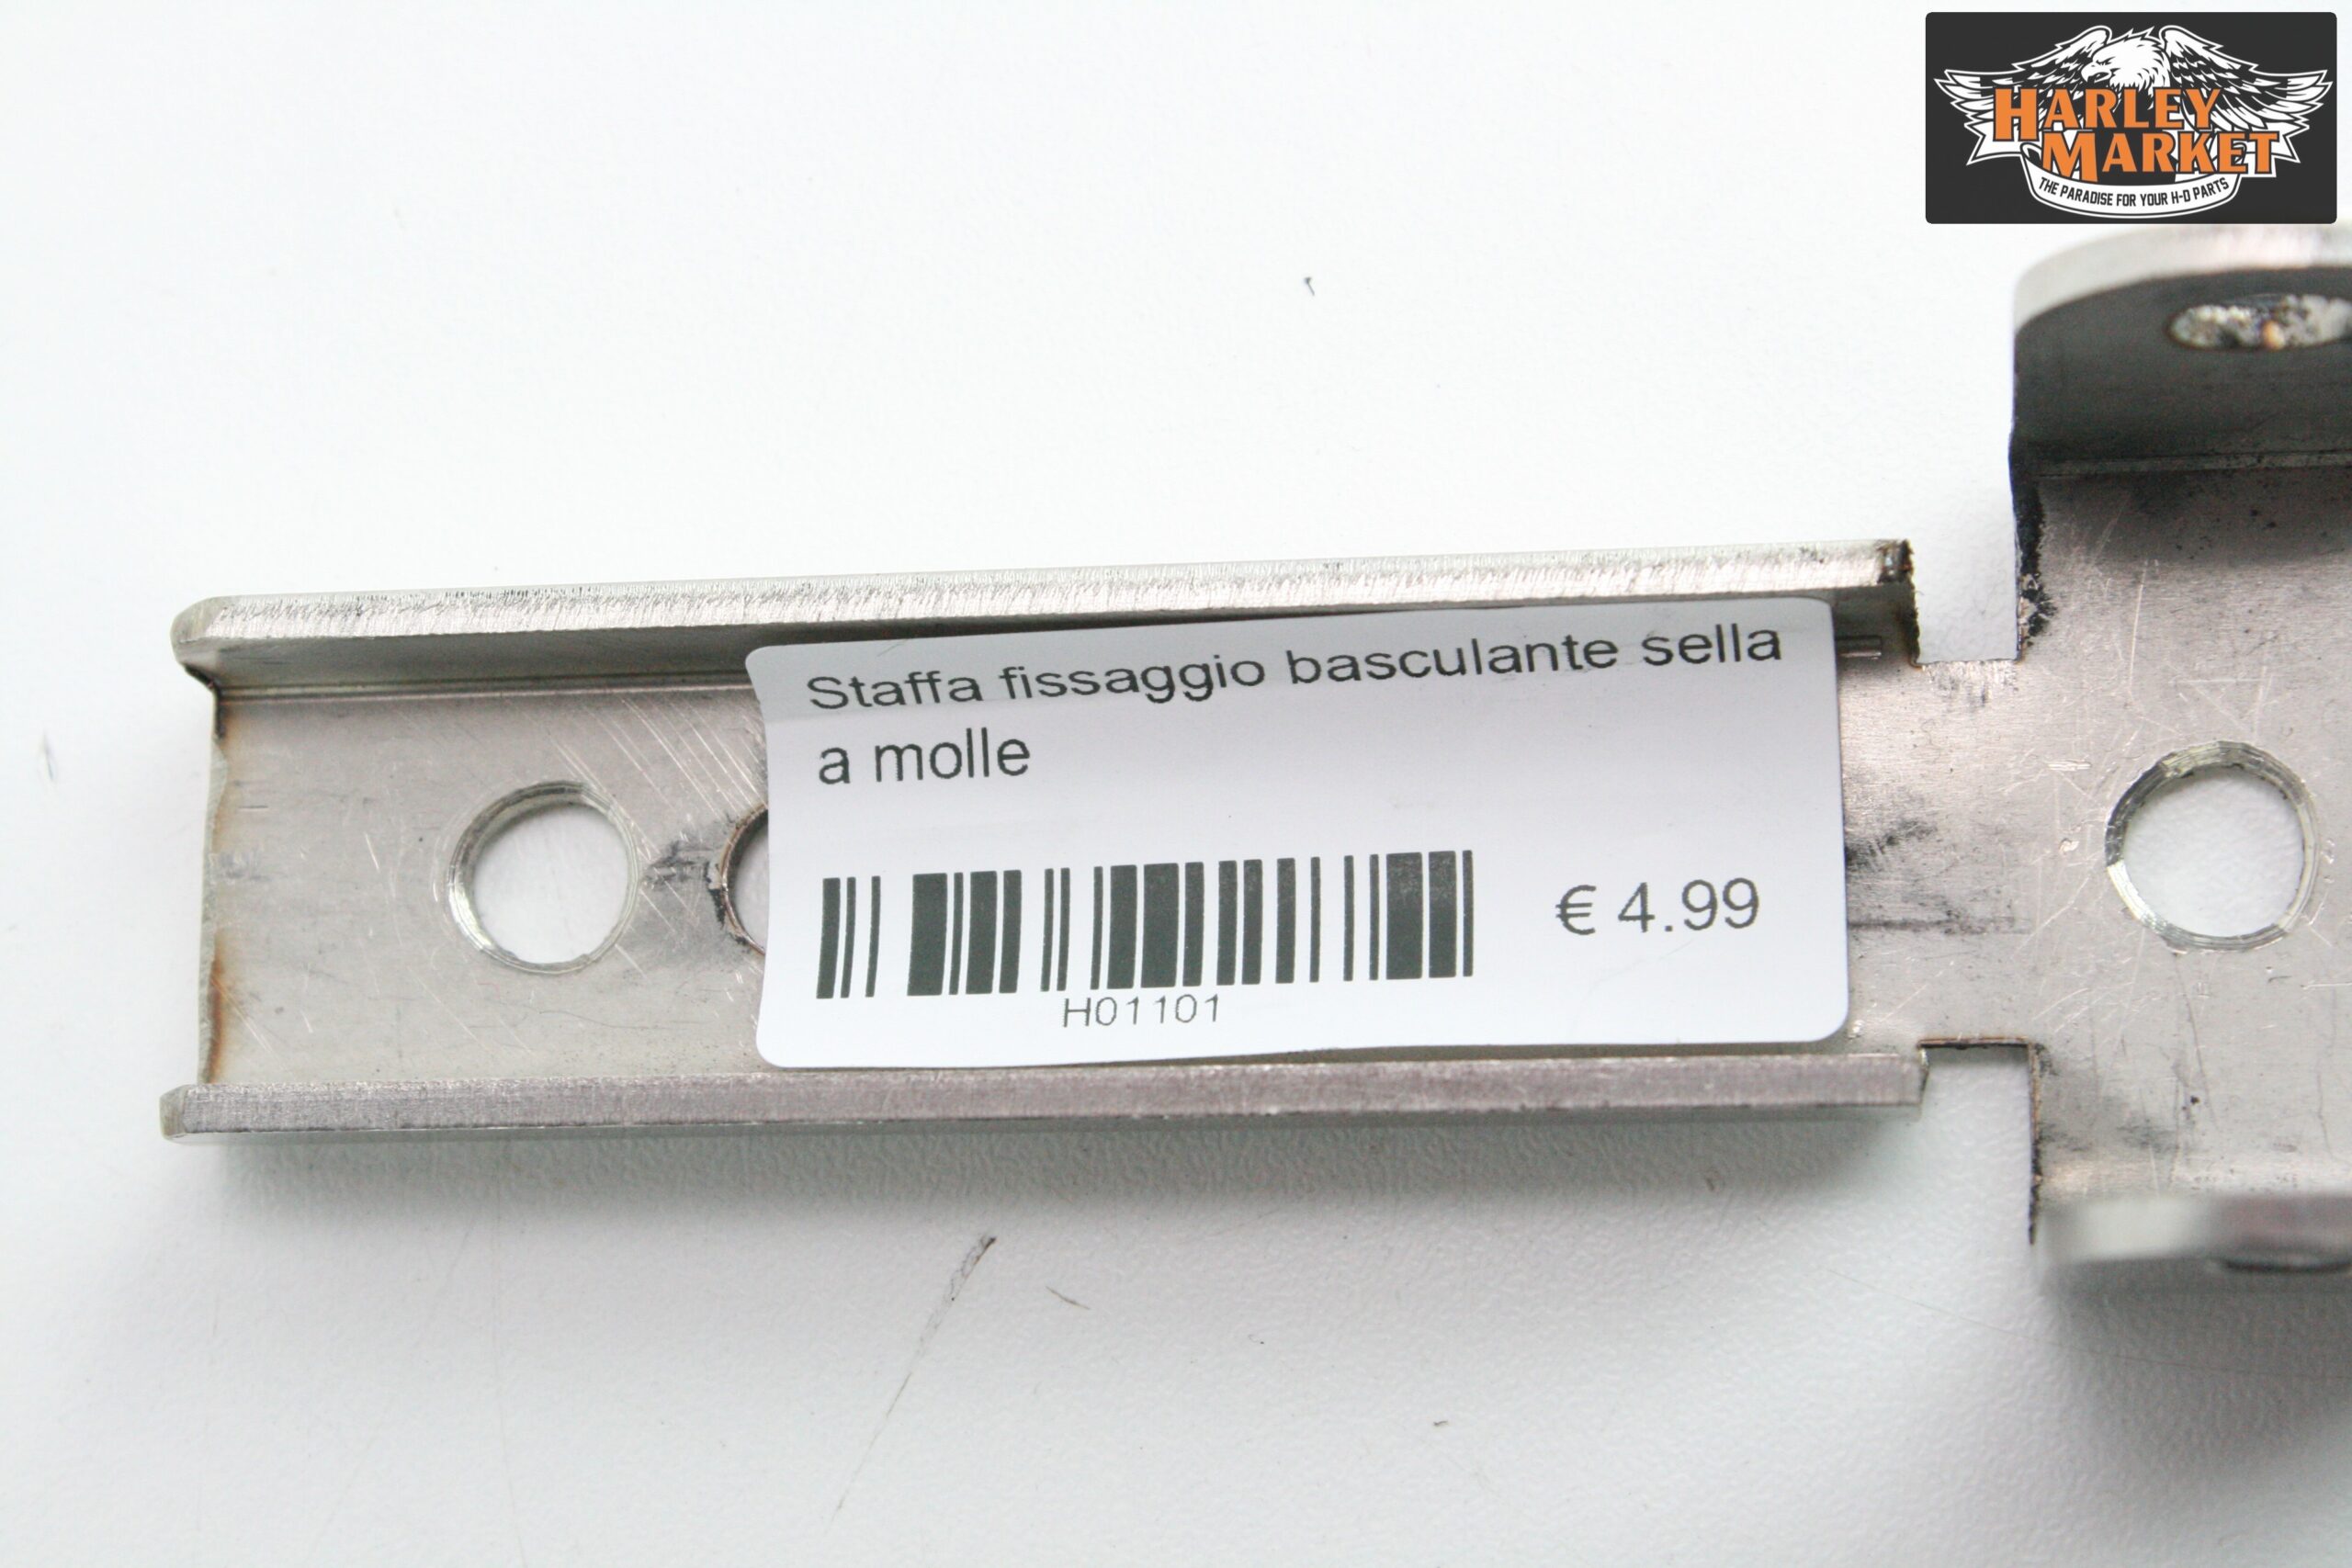 HARLEY
MARKET
THE PARADISE FOR YOUR H-D PARTS
Staffa fissaggio basculante sella
a molle
€ 4.99
H01101